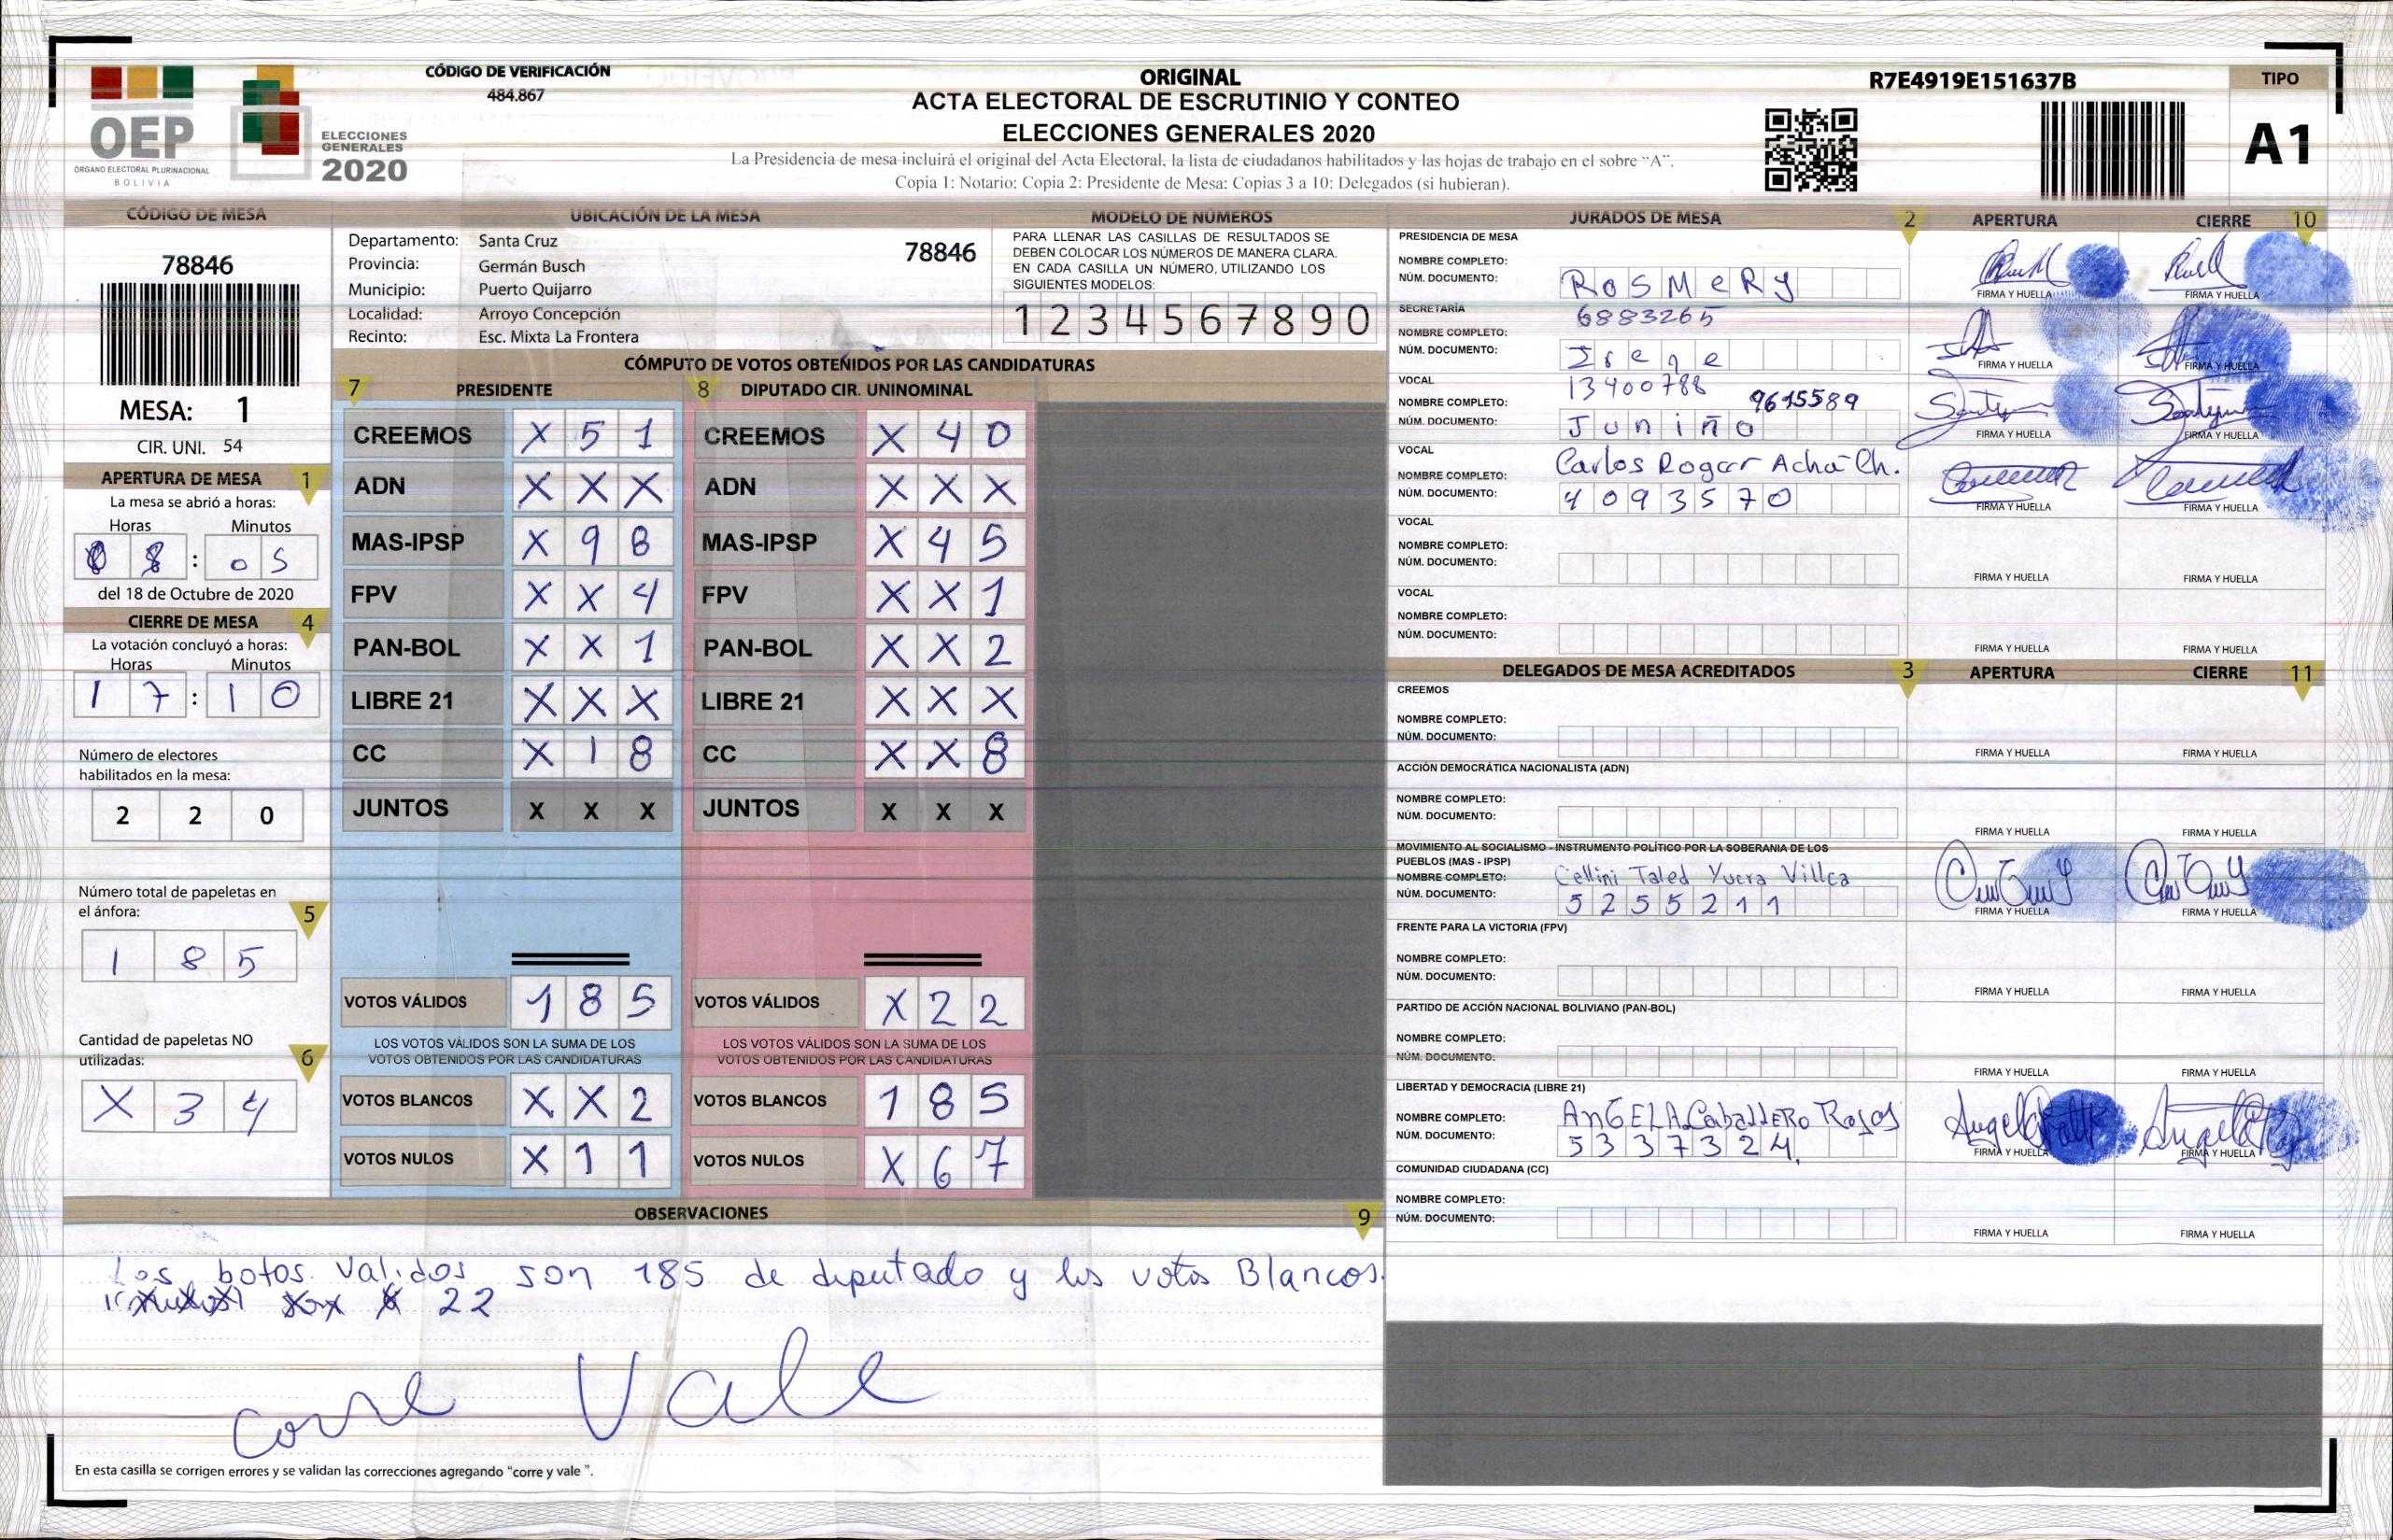 CÓDIGO DE VERIFICACIÓN
484.867
OEP
ÓRGANO ELECTORAL PLURINACIONAL
BOLIVIA
ELECCIONES
GENERALES
2020
ORIGINAL
ACTA ELECTORAL DE ESCRUTINIO Y CONTEO
ELECCIONES GENERALES 2020
La Presidencia de mesa incluirá el original del Acta Electoral, la lista de ciudadanos habilitados y las hojas de trabajo en el sobre "A".
Copia 1: Notario: Copia 2: Presidente de Mesa: Copias 3 a 10: Delegados (si hubieran).
R7E4919E151637B
TIPO
A1
CÓDIGO DE MESA
78846
MESA: 1
CIR. UNI. 54
APERTURA DE MESA 1
La mesa se abrió a horas:
Horas Minutos
08 : 05
del 18 de Octubre de 2020
CIERRE DE MESA 4
La votación concluyó a horas:
Horas Minutos
17 : 10
Número de electores
habilitados en la mesa:
2 2 0
Número total de papeletas en
el ánfora: 5
1 8 5
Cantidad de papeletas NO
utilizadas: 6
X 3 4
UBICACIÓN DE LA MESA
Departamento: Santa Cruz 78846
Provincia: Germán Busch
Municipio: Puerto Quijarro
Localidad: Arroyo Concepción
Recinto: Esc. Mixta La Frontera
MODELO DE NÚMEROS
PARA LLENAR LAS CASILLAS DE RESULTADOS SE
DEBEN COLOCAR LOS NÚMEROS DE MANERA CLARA.
EN CADA CASILLA UN NÚMERO, UTILIZANDO LOS
SIGUIENTES MODELOS:
1 2 3 4 5 6 7 8 9 0
CÓMPUTO DE VOTOS OBTENIDOS POR LAS CANDIDATURAS
7 PRESIDENTE 8 DIPUTADO CIR. UNINOMINAL
CREEMOS X 5 1 CREEMOS X 4 0
ADN X X X ADN X X X
MAS-IPSP X 9 8 MAS-IPSP X 4 5
FPV X X 4 FPV X X 1
PAN-BOL X X 1 PAN-BOL X X 2
LIBRE 21 X X X LIBRE 21 X X X
CC X 1 8 CC X X 8
JUNTOS X X X JUNTOS X X X
VOTOS VÁLIDOS 1 8 5 VOTOS VÁLIDOS X 2 2
LOS VOTOS VÁLIDOS SON LA SUMA DE LOS LOS VOTOS VÁLIDOS SON LA SUMA DE LOS
VOTOS OBTENIDOS POR LAS CANDIDATURAS VOTOS OBTENIDOS POR LAS CANDIDATURAS
VOTOS BLANCOS X X 2 VOTOS BLANCOS 1 8 5
VOTOS NULOS X 1 1 VOTOS NULOS X 6 7
OBSERVACIONES 9
Los botos validos son 185 de diputado y los votos Blancos.
22
Corre Vale
En esta casilla se corrigen errores y se validan las correcciones agregando "corre y vale ".
JURADOS DE MESA 2 APERTURA CIERRE 10
PRESIDENCIA DE MESA
NOMBRE COMPLETO:
NÚM. DOCUMENTO: RosMeRy
FIRMA Y HUELLA FIRMA Y HUELLA
SECRETARÍA
6883265
NOMBRE COMPLETO:
NÚM. DOCUMENTO: Irene
FIRMA Y HUELLA FIRMA Y HUELLA
VOCAL
13400788
NOMBRE COMPLETO: 9615589
NÚM. DOCUMENTO: Juniño
FIRMA Y HUELLA FIRMA Y HUELLA
VOCAL
Carlos Roger Achá Ch.
NOMBRE COMPLETO:
NÚM. DOCUMENTO: 4093570
FIRMA Y HUELLA FIRMA Y HUELLA
VOCAL
NOMBRE COMPLETO:
NÚM. DOCUMENTO:
FIRMA Y HUELLA FIRMA Y HUELLA
VOCAL
NOMBRE COMPLETO:
NÚM. DOCUMENTO:
FIRMA Y HUELLA FIRMA Y HUELLA
DELEGADOS DE MESA ACREDITADOS 3 APERTURA CIERRE 11
CREEMOS
NOMBRE COMPLETO:
NÚM. DOCUMENTO:
FIRMA Y HUELLA FIRMA Y HUELLA
ACCIÓN DEMOCRÁTICA NACIONALISTA (ADN)
NOMBRE COMPLETO:
NÚM. DOCUMENTO:
FIRMA Y HUELLA FIRMA Y HUELLA
MOVIMIENTO AL SOCIALISMO - INSTRUMENTO POLÍTICO POR LA SOBERANIA DE LOS
PUEBLOS (MAS - IPSP)
NOMBRE COMPLETO: Cellini Taled Yucra Villca
NÚM. DOCUMENTO: 5255211
FIRMA Y HUELLA FIRMA Y HUELLA
FRENTE PARA LA VICTORIA (FPV)
NOMBRE COMPLETO:
NÚM. DOCUMENTO:
FIRMA Y HUELLA FIRMA Y HUELLA
PARTIDO DE ACCIÓN NACIONAL BOLIVIANO (PAN-BOL)
NOMBRE COMPLETO:
NÚM. DOCUMENTO:
FIRMA Y HUELLA FIRMA Y HUELLA
LIBERTAD Y DEMOCRACIA (LIBRE 21)
NOMBRE COMPLETO: AnGELA CaballERO Rojas
NÚM. DOCUMENTO: 5337324
FIRMA Y HUELLA FIRMA Y HUELLA
COMUNIDAD CIUDADANA (CC)
NOMBRE COMPLETO:
NÚM. DOCUMENTO:
FIRMA Y HUELLA FIRMA Y HUELLA